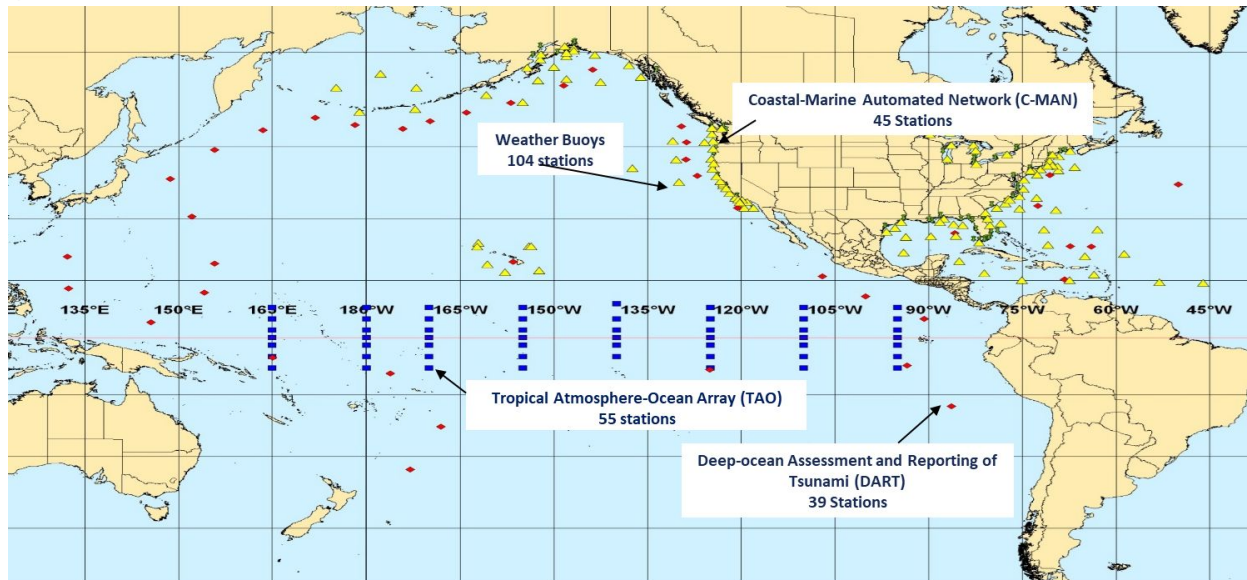 Coastal-Marine Automated Network (C-MAN)
45 Stations
Weather Buoys
104 stations
E 135°E 150°E 165°E 180°W 165°W 150°W 135°W 120°W 105°W 90°W 75°W 60°W 45°W
Tropical Atmosphere-Ocean Array (TAO)
55 stations
Deep-ocean Assessment and Reporting of
Tsunami (DART)
39 Stations